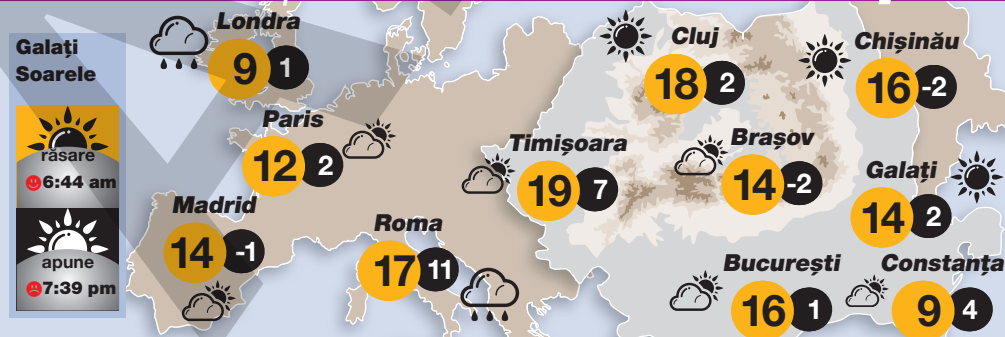 Galați
Soarele
răsare
6:44 am
apune
7:39 pm
Londra
9 1
Paris
12 2
Madrid
14 -1
Roma
17 11
Timișoara
19 7
Cluj
18 2
Brașov
14 -2
Chișinău
16 -2
Galați
14 2
București
16 1
Constanța
9 4